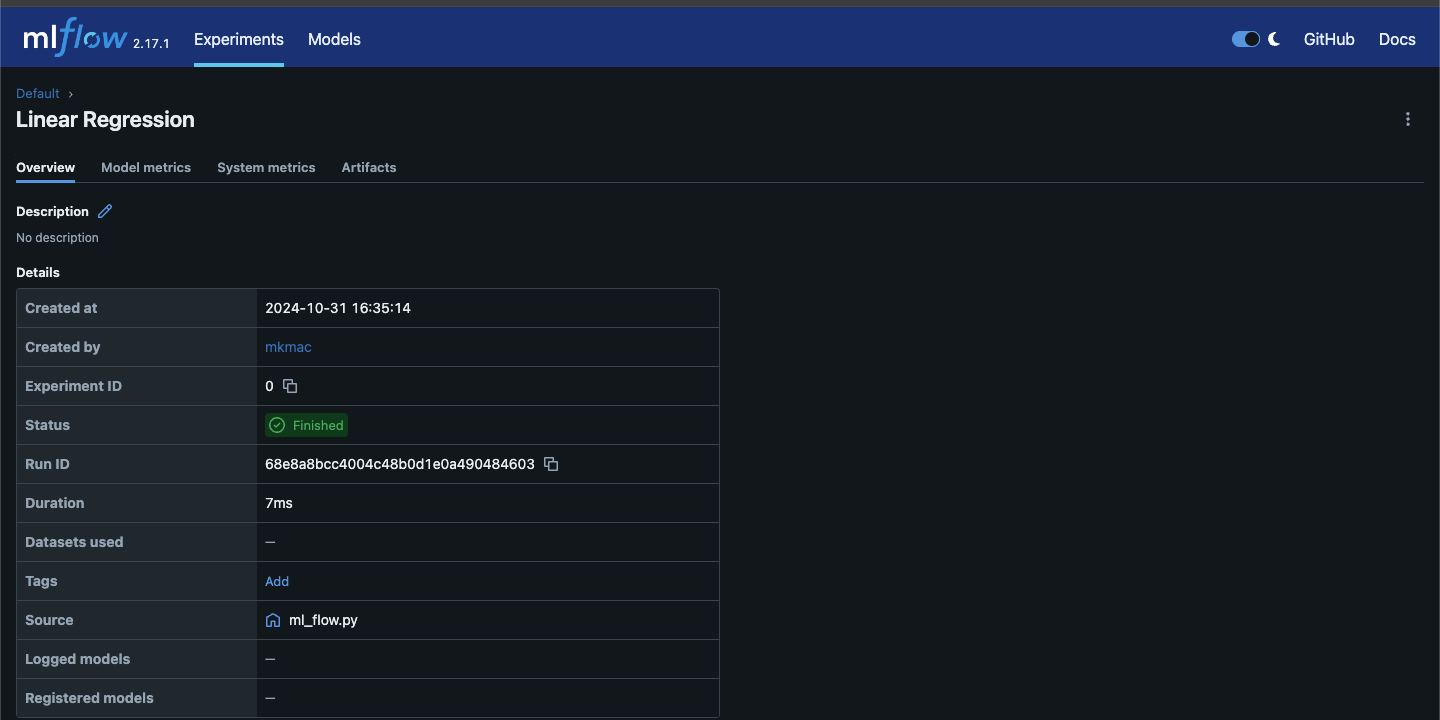 mlflow 2.17.1 Experiments Models GitHub Docs
Default ›
Linear Regression
Overview Model metrics System metrics Artifacts
Description
No description
Details
Created at 2024-10-31 16:35:14
Created by mkmac
Experiment ID 0
Status Finished
Run ID 68e8a8bcc4004c48b0d1e0a490484603
Duration 7ms
Datasets used —
Tags Add
Source ml_flow.py
Logged models —
Registered models —